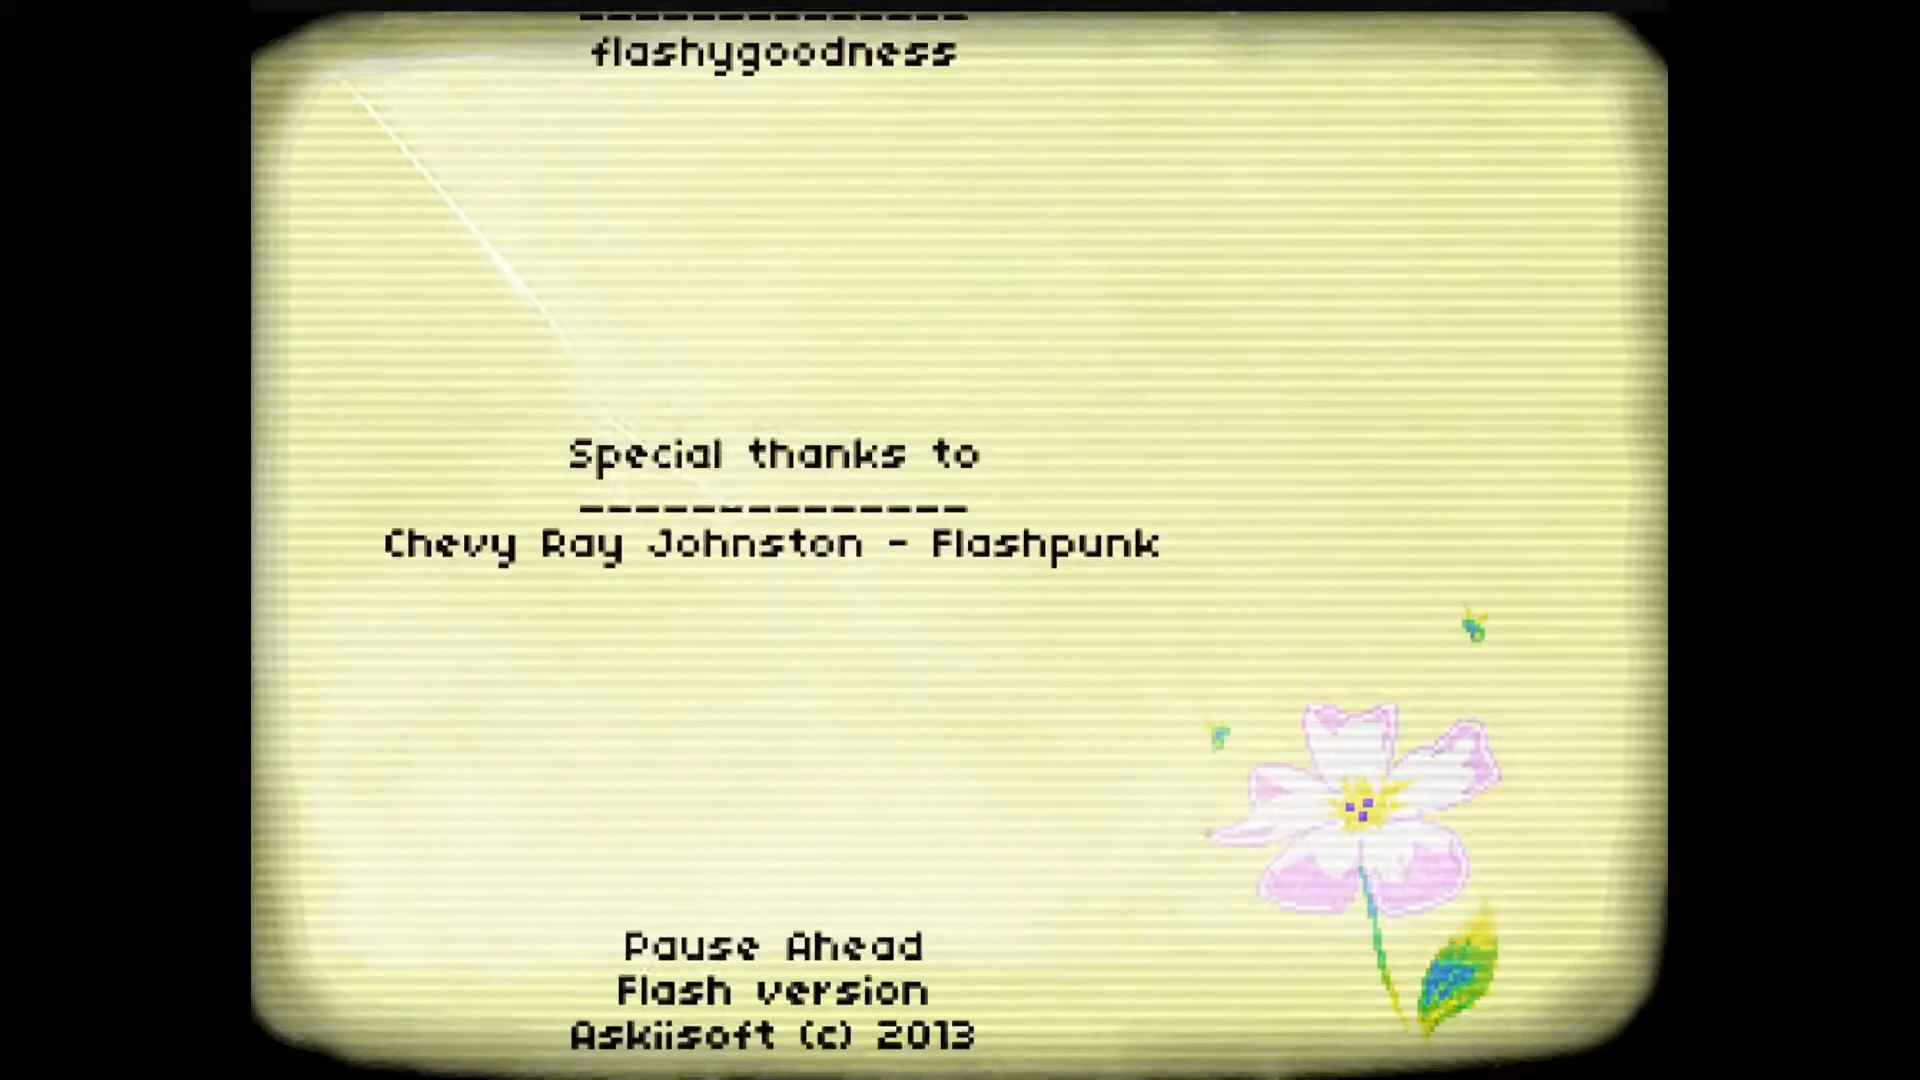 --------------
flashygoodness
Special thanks to
--------------
Chevy Ray Johnston - Flashpunk
Pause Ahead
Flash version
Askiisoft (c) 2013